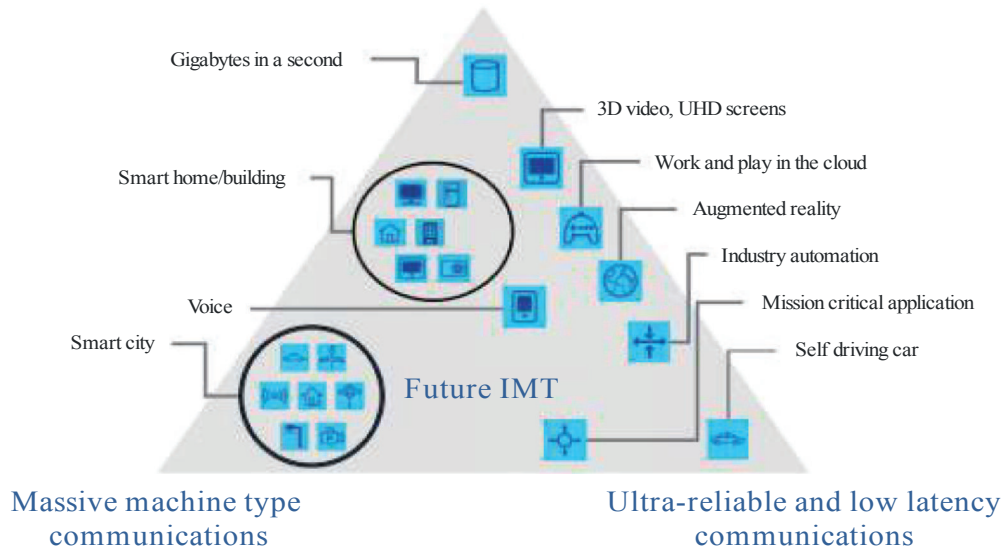 Gigabytes in a second
3D video, UHD screens
Work and play in the cloud
Smart home/building
Augmented reality
Industry automation
Voice
Mission critical application
Smart city
Self driving car
Future IMT
Massive machine type
communications
Ultra-reliable and low latency
communications